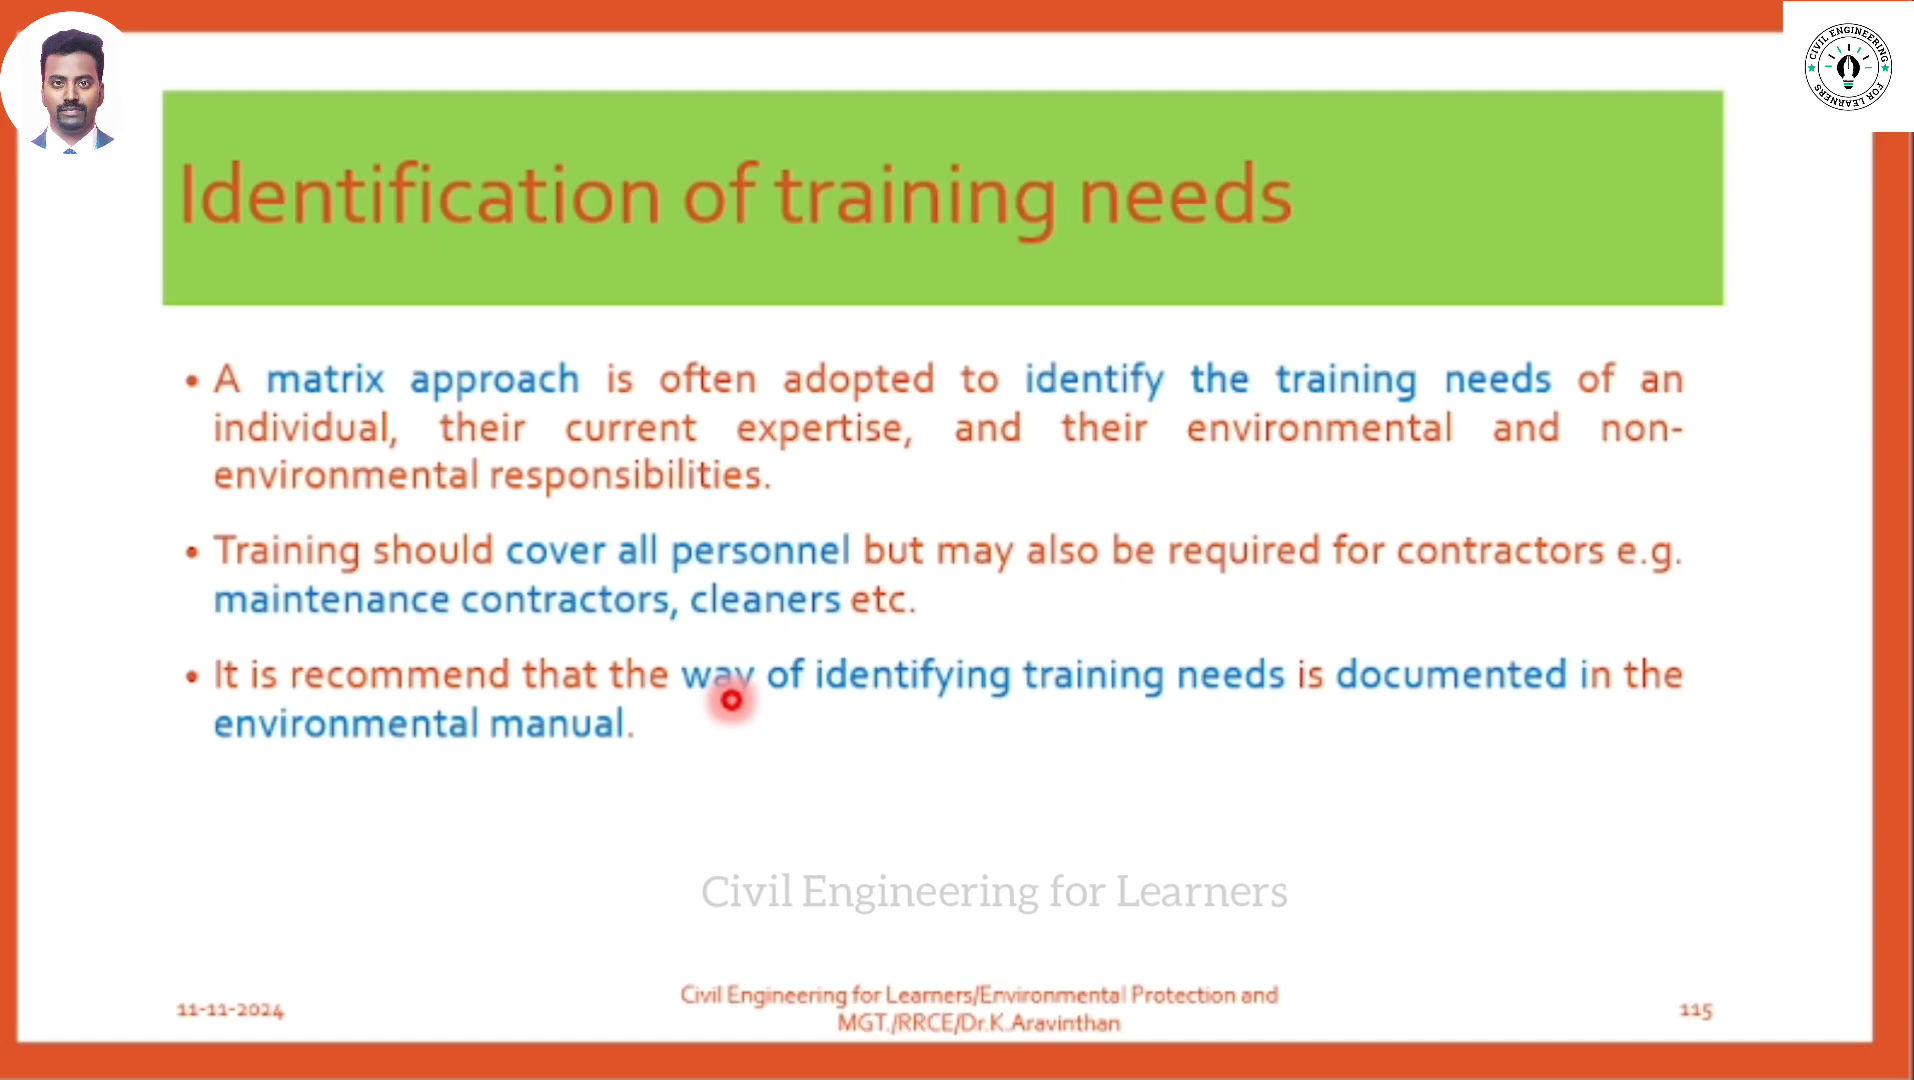 CIVIL ENGINEERING
FOR LEARNERS
Identification of training needs
• A matrix approach is often adopted to identify the training needs of an
individual, their current expertise, and their environmental and non-
environmental responsibilities.
• Training should cover all personnel but may also be required for contractors e.g.
maintenance contractors, cleaners etc.
• It is recommend that the way of identifying training needs is documented in the
environmental manual.
Civil Engineering for Learners
11-11-2024
Civil Engineering for Learners/Environmental Protection and
MGT./RRCE/Dr.K.Aravinthan
115